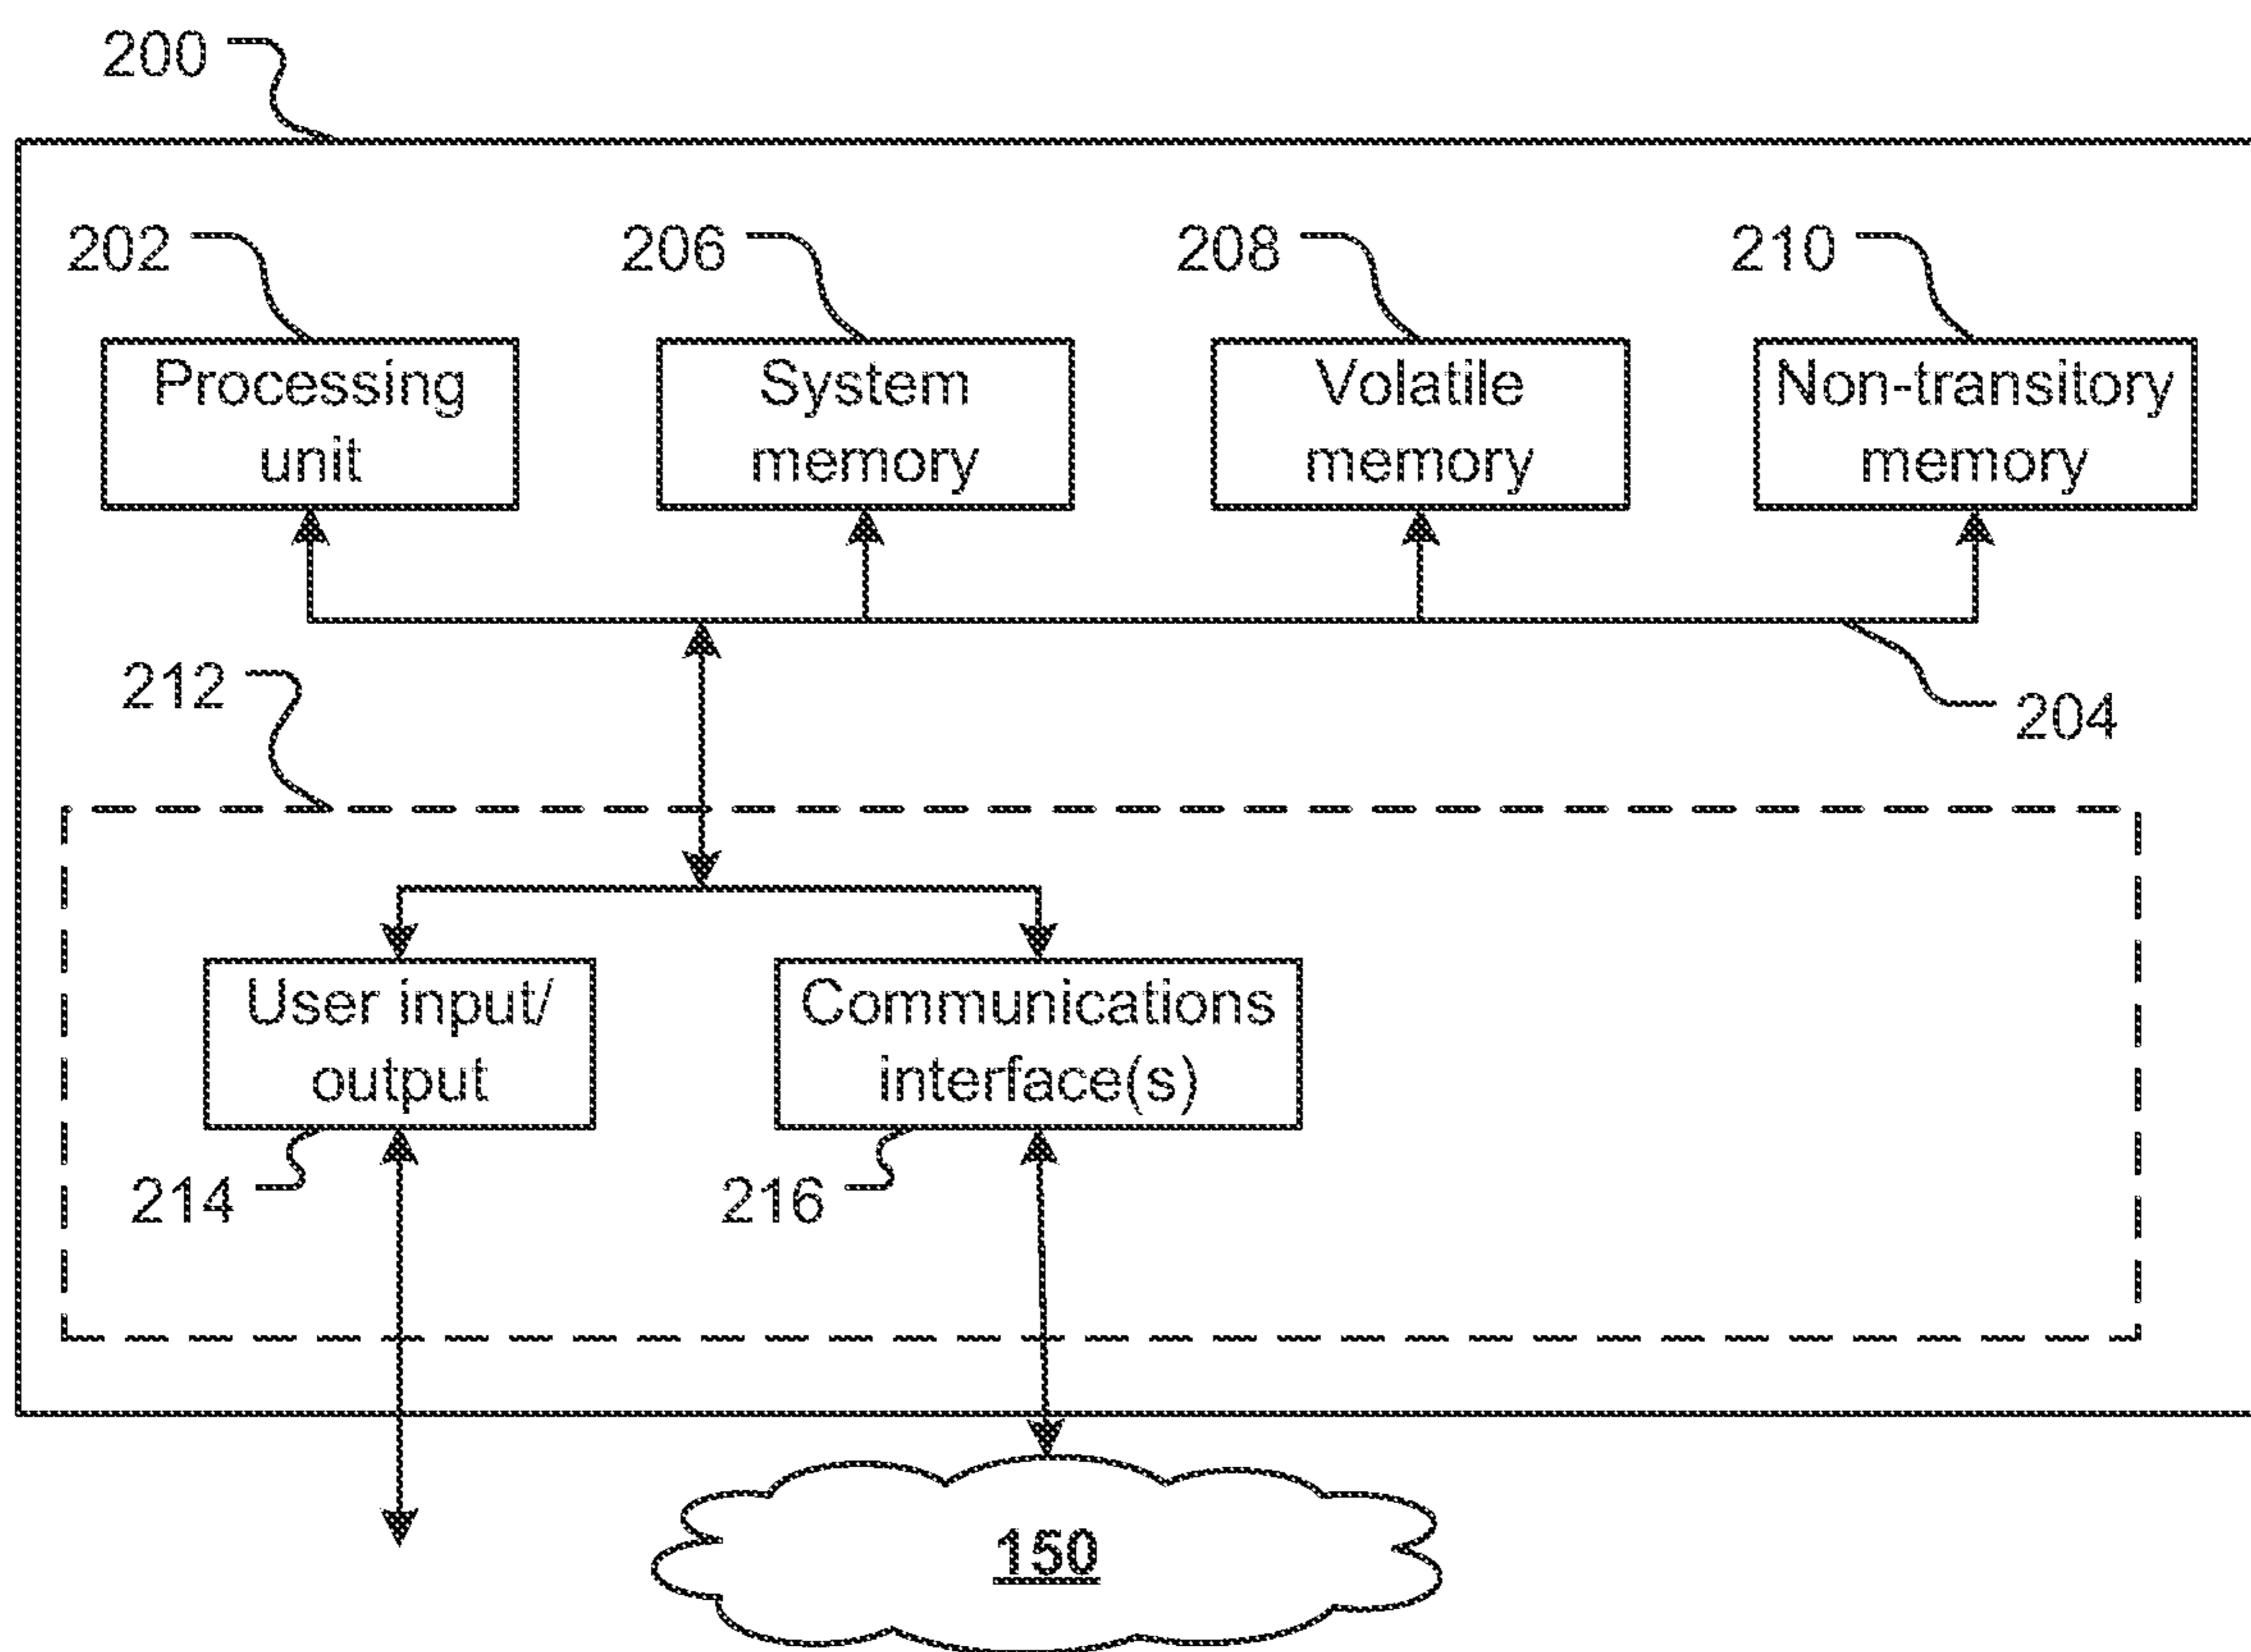 200
202
206
208
210
Processing
unit
System
memory
Volatile
memory
Non-transitory
memory
204
212
User input/
output
Communications
interface(s)
214
216
150